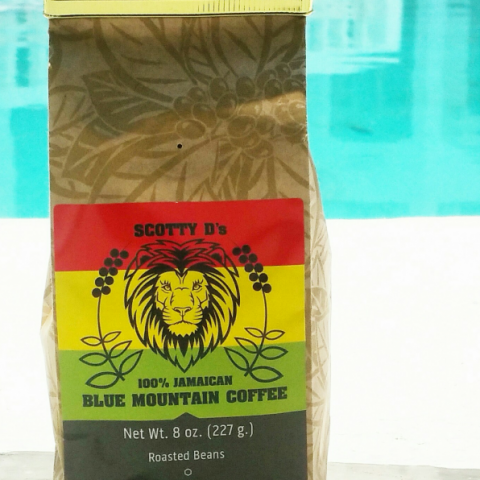 SCOTTY D's
100% JAMAICAN
BLUE MOUNTAIN COFFEE
Net Wt. 8 oz. (227 g.)
Roasted Beans